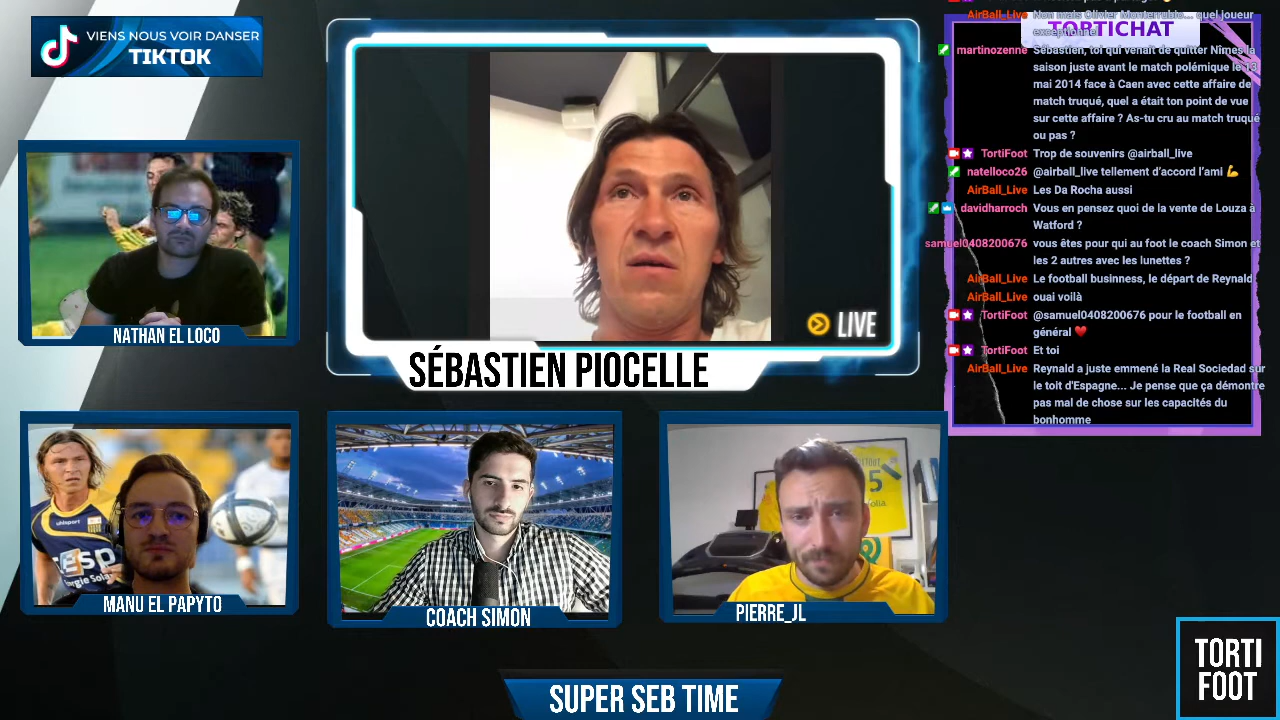 VIENS NOUS VOIR DANSER
TIKTOK
NATHAN EL LOCO
LIVE
SÉBASTIEN PIOCELLE
MANU EL PAPYTO
COACH SIMON
PIERRE_JL
SUPER SEB TIME
TORTI
FOOT
TORTICHAT
AirBall_Live Non mais Olivier Monterrubio... quel joueur
exceptionnel
martinozenne Sébastien, toi qui venait de quitter Nîmes la
saison juste avant le match polémique le 13
mai 2014 face à Caen avec cette affaire de
match truqué, quel a était ton point de vue
sur cette affaire ? As-tu cru au match truqué
ou pas ?
TortiFoot Trop de souvenirs @airball_live
natelloco26 @airball_live tellement d'accord l'ami 💪
AirBall_Live Les Da Rocha aussi
davidharroch Vous en pensez quoi de la vente de Louza à
Watford ?
samuel0408200676 vous êtes pour qui au foot le coach Simon et
les 2 autres avec les lunettes ?
AirBall_Live Le football businness, le départ de Reynald
AirBall_Live ouai voilà
TortiFoot @samuel0408200676 pour le football en
général ❤️
TortiFoot Et toi
AirBall_Live Reynald a juste emmené la Real Sociedad sur
le toit d'Espagne... Je pense que ça démontre
pas mal de chose sur les capacités du
bonhomme
uhlsport